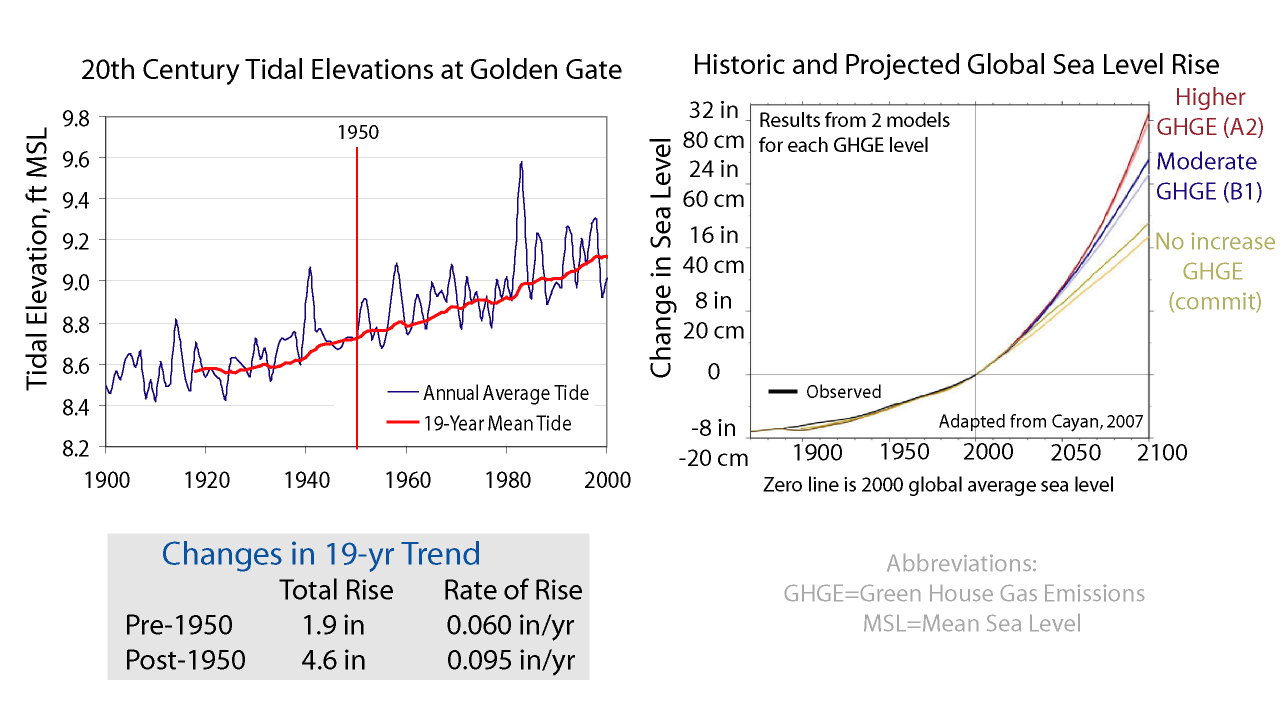 20th Century Tidal Elevations at Golden Gate
Tidal Elevation, ft MSL
9.8
9.6
9.4
9.2
9.0
8.8
8.6
8.4
8.2
1950
Annual Average Tide
19-Year Mean Tide
1900 1920 1940 1960 1980 2000
Changes in 19-yr Trend
Total Rise Rate of Rise
Pre-1950 1.9 in 0.060 in/yr
Post-1950 4.6 in 0.095 in/yr
Historic and Projected Global Sea Level Rise
Change in Sea Level
32 in
80 cm
24 in
60 cm
16 in
40 cm
8 in
20 cm
0
-8 in
-20 cm
Results from 2 models
for each GHGE level
Higher
GHGE (A2)
Moderate
GHGE (B1)
No increase
GHGE
(commit)
Observed
Adapted from Cayan, 2007
1900 1950 2000 2050 2100
Zero line is 2000 global average sea level
Abbreviations:
GHGE=Green House Gas Emissions
MSL=Mean Sea Level